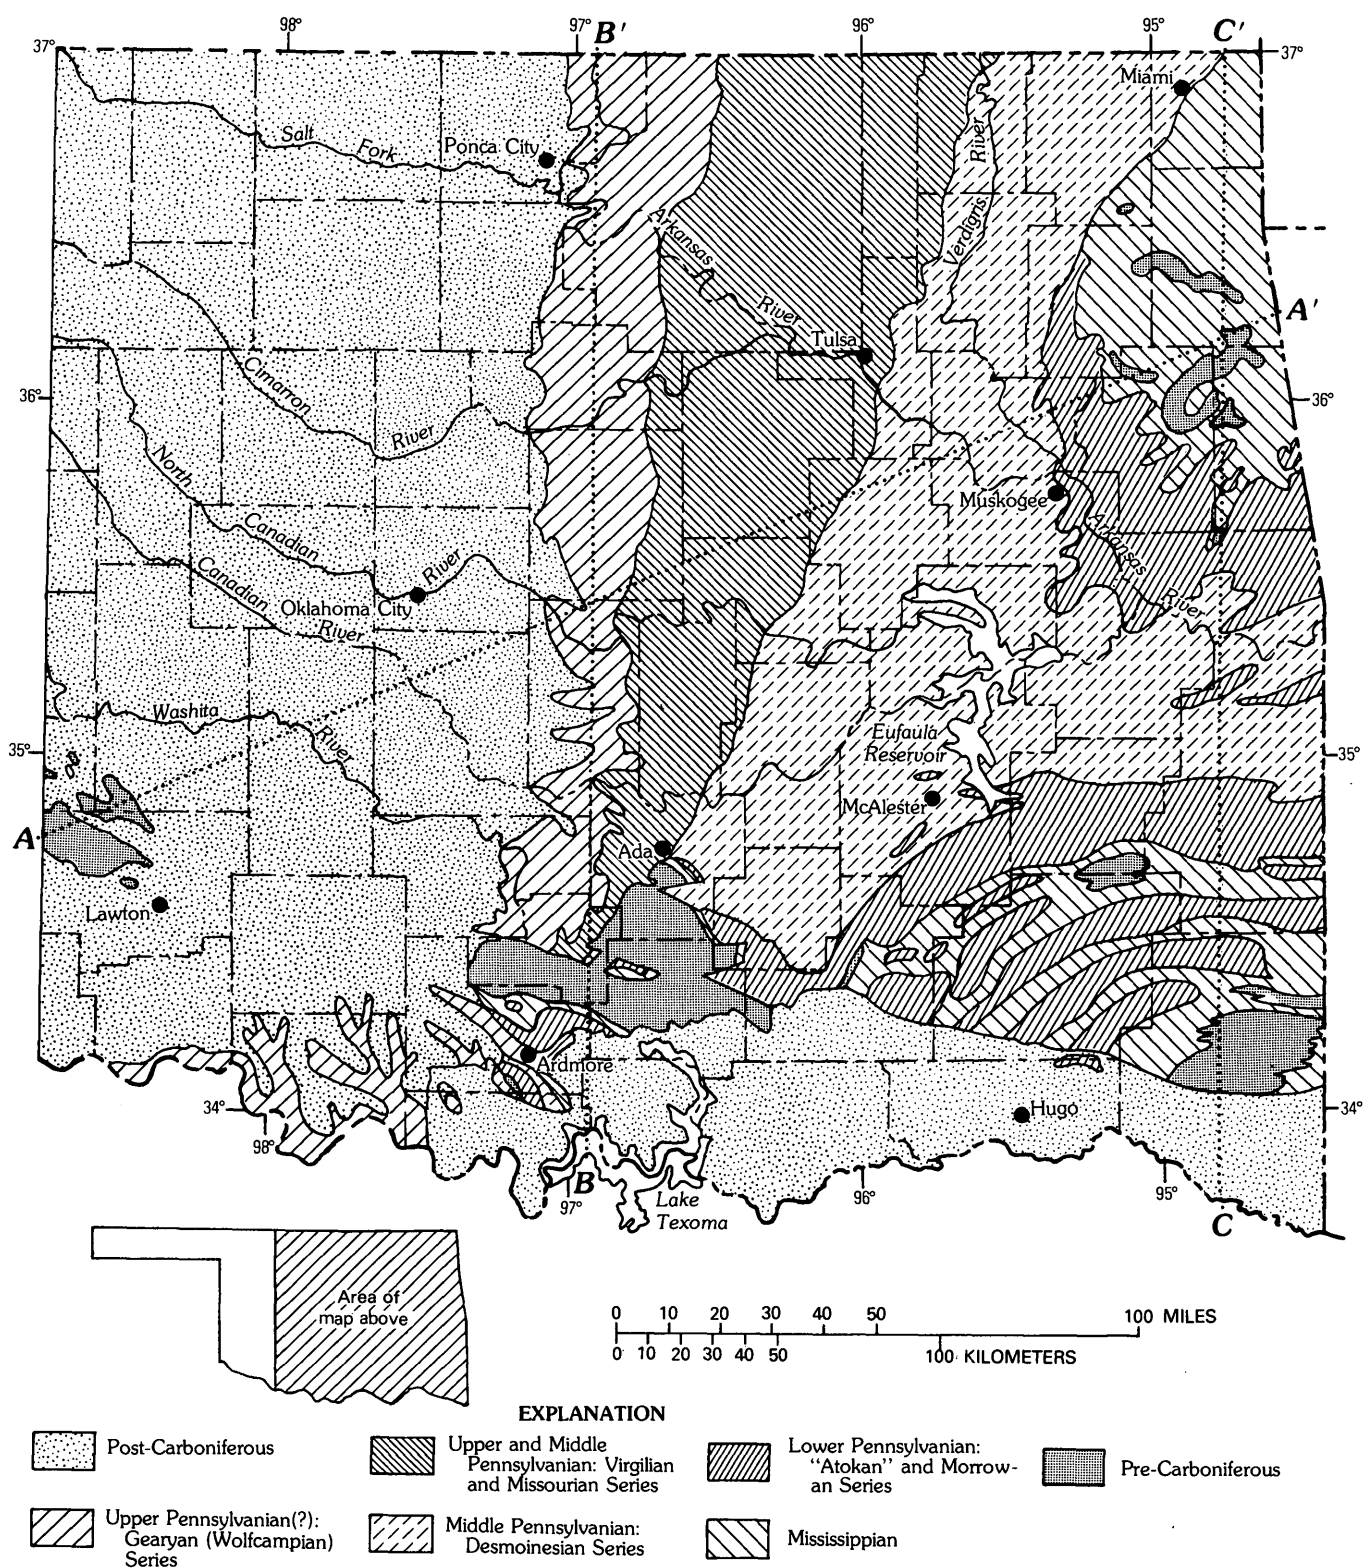 98°
97°
B'
96°
95°
C'
37°
37°
Miami
Salt
Fork
Ponca City
River
Verdigris
Arkansas
River
A'
Tulsa
Cimarron
River
36°
36°
North
Canadian
River
Muskogee
Arkansas
River
Canadian
River
Oklahoma City
Washita
River
Eufaula
Reservoir
35°
35°
McAlester
A
Ada
Lawton
Ardmore
34°
98°
Hugo
34°
B
97°
Lake
Texoma
96°
95°
C
Area of
map above
0 10 20 30 40 50 100 MILES
0 10 20 30 40 50 100 KILOMETERS
EXPLANATION
Post-Carboniferous
Upper and Middle
Pennsylvanian: Virgilian
and Missourian Series
Lower Pennsylvanian:
"Atokan" and Morrow-
an Series
Pre-Carboniferous
Upper Pennsylvanian(?):
Gearyan (Wolfcampian)
Series
Middle Pennsylvanian:
Desmoinesian Series
Mississippian